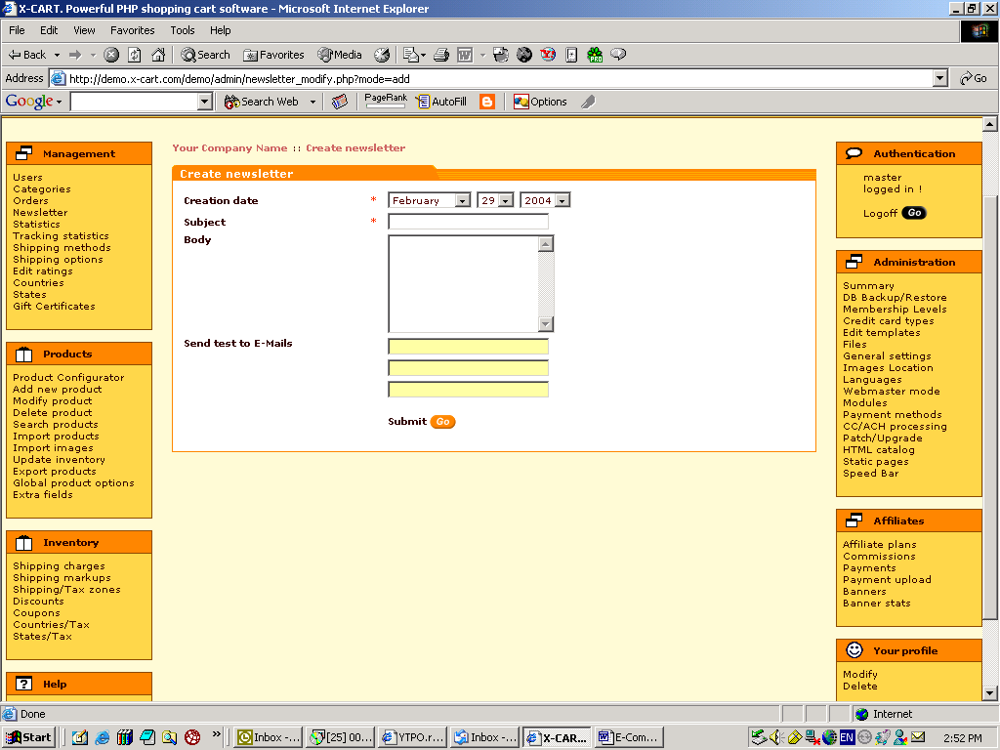 X-CART. Powerful PHP shopping cart software - Microsoft Internet Explorer
File Edit View Favorites Tools Help
Back Search Favorites Media
Address http://demo.x-cart.com/demo/admin/newsletter_modify.php?mode=add Go
Google Search Web PageRank AutoFill Options
Management
Users
Categories
Orders
Newsletter
Statistics
Tracking statistics
Shipping methods
Shipping options
Edit ratings
Countries
States
Gift Certificates
Products
Product Configurator
Add new product
Modify product
Delete product
Search products
Import products
Import images
Update inventory
Export products
Global product options
Extra fields
Inventory
Shipping charges
Shipping markups
Shipping/Tax zones
Discounts
Coupons
Countries/Tax
States/Tax
Help
Your Company Name :: Create newsletter
Create newsletter
Creation date * February 29 2004
Subject *
Body
Send test to E-Mails
Submit Go
Authentication
master
logged in !
Logoff Go
Administration
Summary
DB Backup/Restore
Membership Levels
Credit card types
Edit templates
Files
General settings
Images Location
Languages
Webmaster mode
Modules
Payment methods
CC/ACH processing
Patch/Upgrade
HTML catalog
Static pages
Speed Bar
Affiliates
Affiliate plans
Commissions
Payments
Payment upload
Banners
Banner stats
Your profile
Modify
Delete
Done Internet
Start Inbox -... [25] 00... YTPO.r... Inbox -... X-CAR... E-Com... EN 2:52 PM